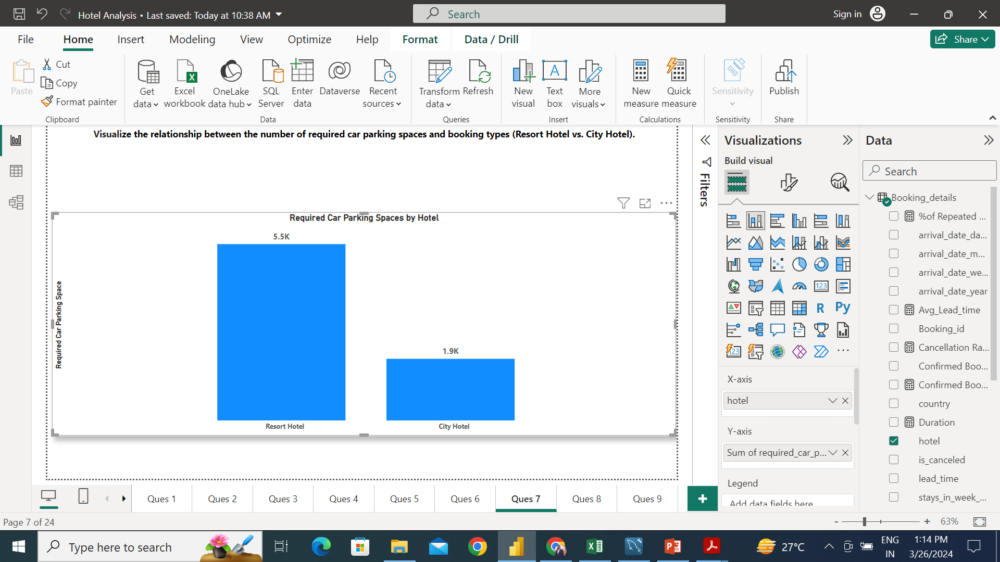 Hotel Analysis • Last saved: Today at 10:38 AM
Search
Sign in
File Home Insert Modeling View Optimize Help Format Data / Drill
Share
Paste
Cut
Copy
Format painter
Clipboard
Get data
Excel workbook
OneLake data hub
SQL Server
Enter data
Dataverse
Recent sources
Data
Transform data
Refresh
Queries
New visual
Text box
More visuals
Insert
New measure
Quick measure
Calculations
Sensitivity
Sensitivity
Publish
Share
Visualize the relationship between the number of required car parking spaces and booking types (Resort Hotel vs. City Hotel).
Required Car Parking Spaces by Hotel
Required Car Parking Space
5.5K
1.9K
Resort Hotel
City Hotel
Filters
Visualizations
Build visual
123
R
Py
123
X-axis
hotel
Y-axis
Sum of required_car_p...
Legend
Add data fields here
Data
Search
Booking_details
%of Repeated ...
arrival_date_da...
arrival_date_m...
arrival_date_we...
arrival_date_year
Avg_Lead_time
Booking_id
Cancellation Ra...
Confirmed Boo...
Confirmed Boo...
country
Duration
hotel
is_canceled
lead_time
stays_in_week_...
Ques 1 Ques 2 Ques 3 Ques 4 Ques 5 Ques 6 Ques 7 Ques 8 Ques 9
Page 7 of 24
- + 63%
Type here to search
27°C
ENG
IN
1:14 PM
3/26/2024